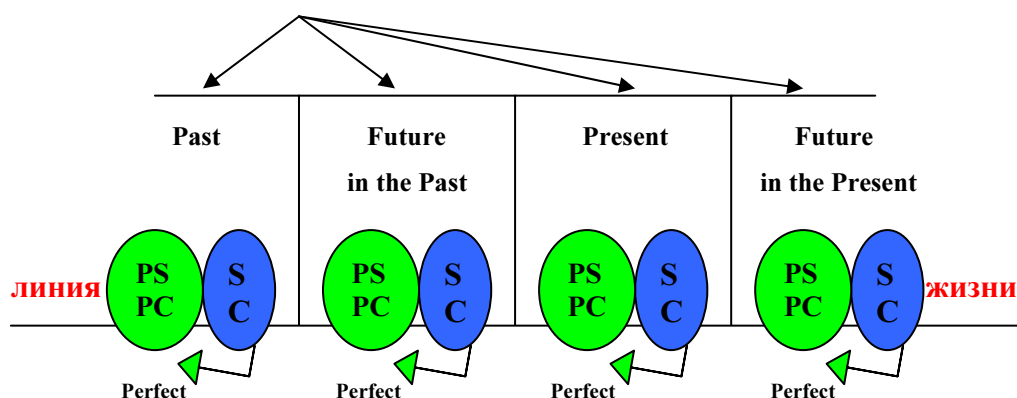 Past
Future
in the Past
Present
Future
in the Present
линия
PS
PC
S
C
PS
PC
S
C
PS
PC
S
C
PS
PC
S
C
жизни
Perfect
Perfect
Perfect
Perfect